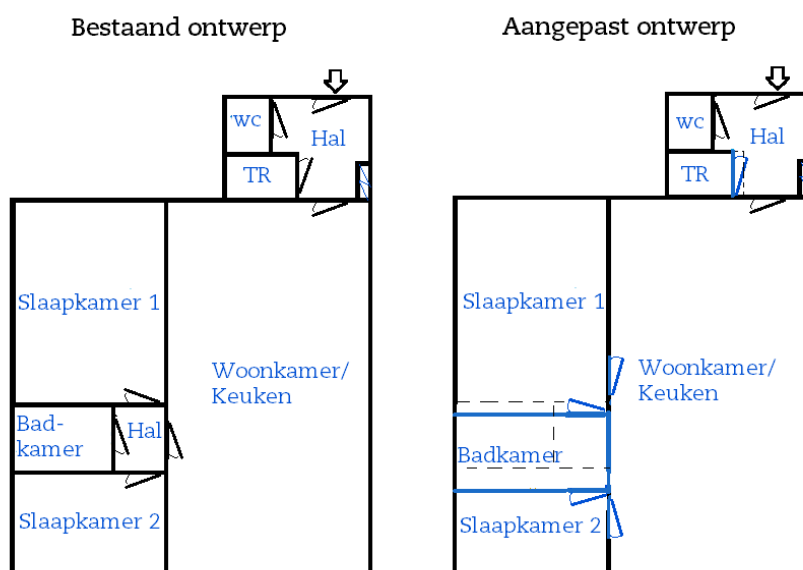 Bestaand ontwerp
wc
Hal
TR
Slaapkamer 1
Woonkamer/
Keuken
Bad-
kamer
Hal
Slaapkamer 2
Aangepast ontwerp
wc
Hal
TR
Slaapkamer 1
Woonkamer/
Keuken
Badkamer
Slaapkamer 2